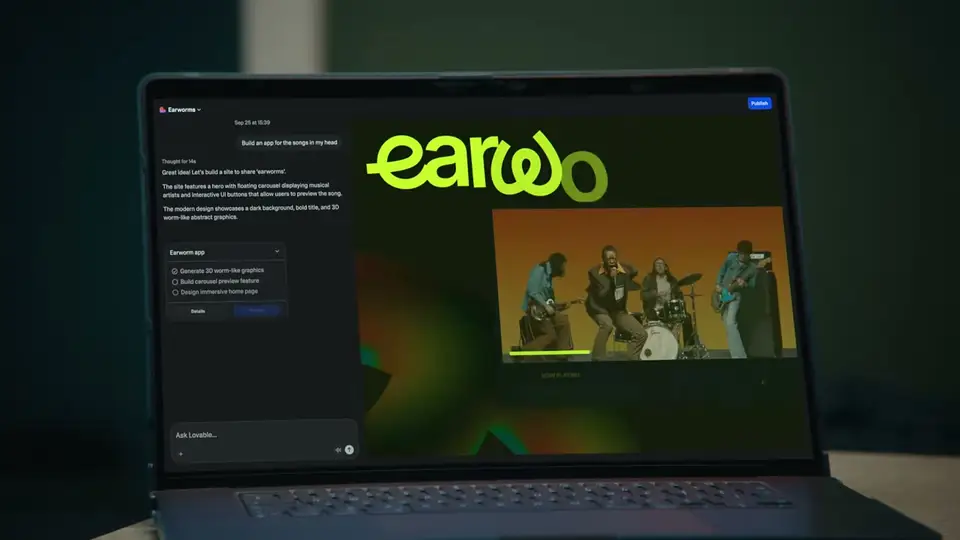 Earworms
Publish
Sep 25 at 15:39
Build an app for the songs in my head
Thought for 14s
Great idea! Let's build a site to share 'earworms'.
The site features a hero with floating carousel displaying musical
artists and interactive UI buttons that allow users to preview the song.
The modern design showcases a dark background, bold title, and 3D
worm-like abstract graphics.
earwo
Earworm app
Generate 3D worm-like graphics
Build carousel preview feature
Design immersive home page
Details
Ask Lovable...